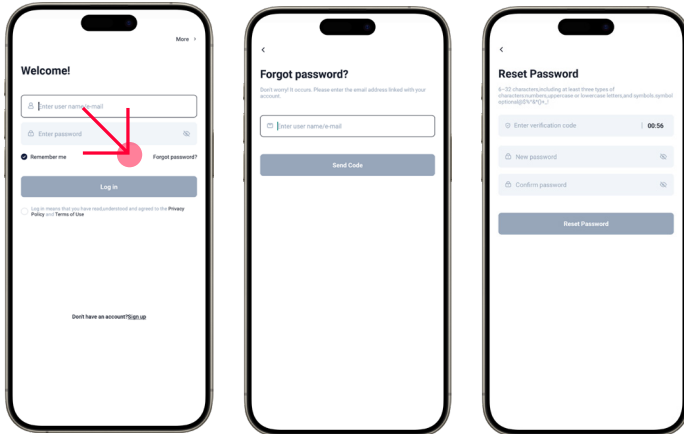 More
Welcome!
Enter user name/e-mail
Enter password
Remember me
Forgot password?
Log in
Log in means that you have read,understood and agreed to the Privacy
Policy and Terms of Use
Don't have an account?Sign up
Forgot password?
Don't worry! It occurs. Please enter the email address linked with your
account.
Enter user name/e-mail
Send Code
Reset Password
6-32 characters,including at least three types of
characters:numbers,uppercase or lowercase letters,and symbols.symbol
Enter verification code
00:56
New password
Confirm password
Reset Password